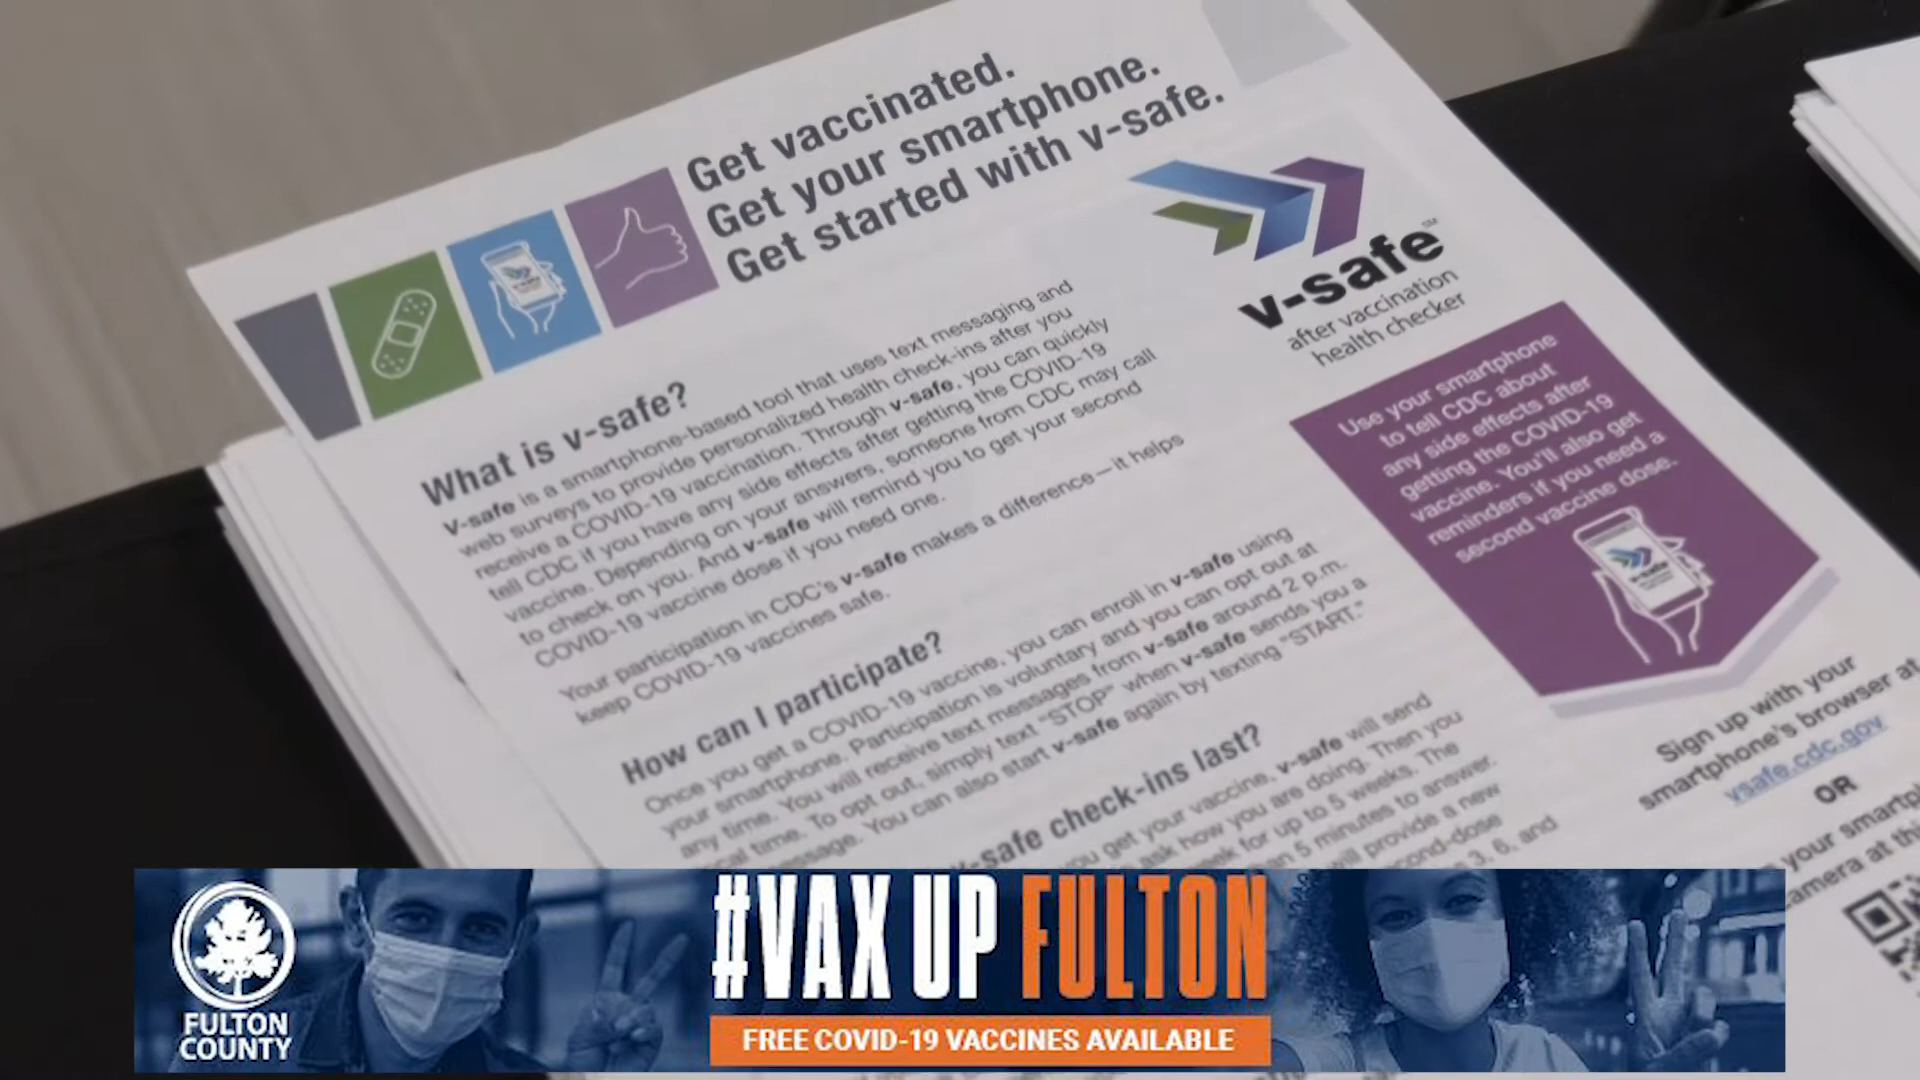 Get vaccinated.
Get your smartphone.
Get started with v-safe.
v-safe℠
after vaccination
health checker
What is v-safe?
V-safe is a smartphone-based tool that uses text messaging and
web surveys to provide personalized health check-ins after you
receive a COVID-19 vaccination. Through v-safe, you can quickly
tell CDC if you have any side effects after getting the COVID-19
vaccine. Depending on your answers, someone from CDC may call
to check on you. And v-safe will remind you to get your second
COVID-19 vaccine dose if you need one.
Your participation in CDC's v-safe makes a difference—it helps
keep COVID-19 vaccines safe.
How can I participate?
Once you get a COVID-19 vaccine, you can enroll in v-safe using
your smartphone. Participation is voluntary and you can opt out at
any time. You will receive text messages from v-safe around 2 p.m.
time. To opt out, simply text "STOP" when v-safe sends you a
message. You can also start v-safe again by texting "START."
v-safe check-ins last?
you get your vaccine, v-safe will send
ask how you are doing. Then you
for up to 5 weeks. The
5 minutes to answer.
will provide a new
3, 6, and
Use your smartphone
to tell CDC about
any side effects after
getting the COVID-19
vaccine. You'll also get
reminders if you need a
second vaccine dose.
v-safe
Sign up with your
smartphone's browser at
vsafe.cdc.gov
OR
your
camera at
FULTON
COUNTY
#VAX UP FULTON
FREE COVID-19 VACCINES AVAILABLE